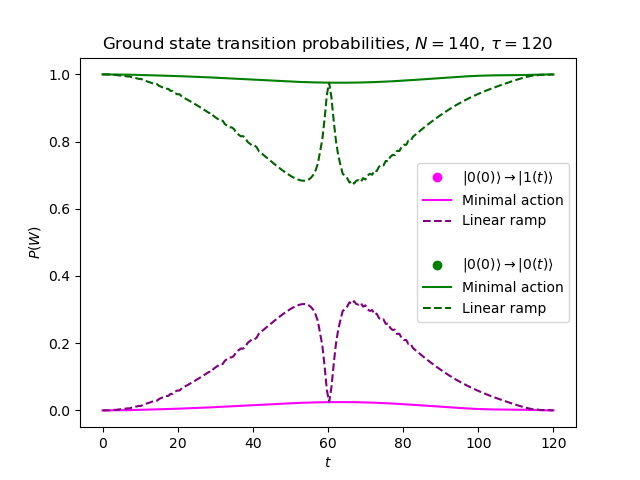 Ground state transition probabilities, $N = 140$, $\tau = 120$
P(W)
1.0
0.8
0.6
0.4
0.2
0.0
|0(0)⟩→|1(t)⟩
Minimal action
Linear ramp
|0(0)⟩→|0(t)⟩
Minimal action
Linear ramp
0 20 40 60 80 100 120
t